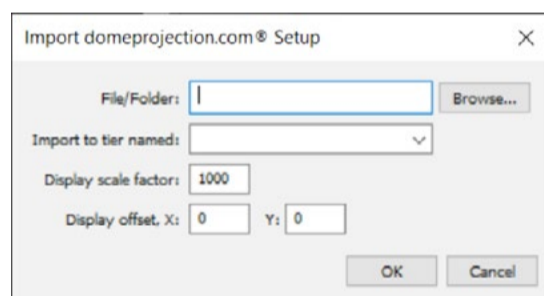 Import domeprojection.com® Setup
File/Folder: Browse...
Import to tier named:
Display scale factor: 1000
Display offset, X: 0 Y: 0
OK Cancel